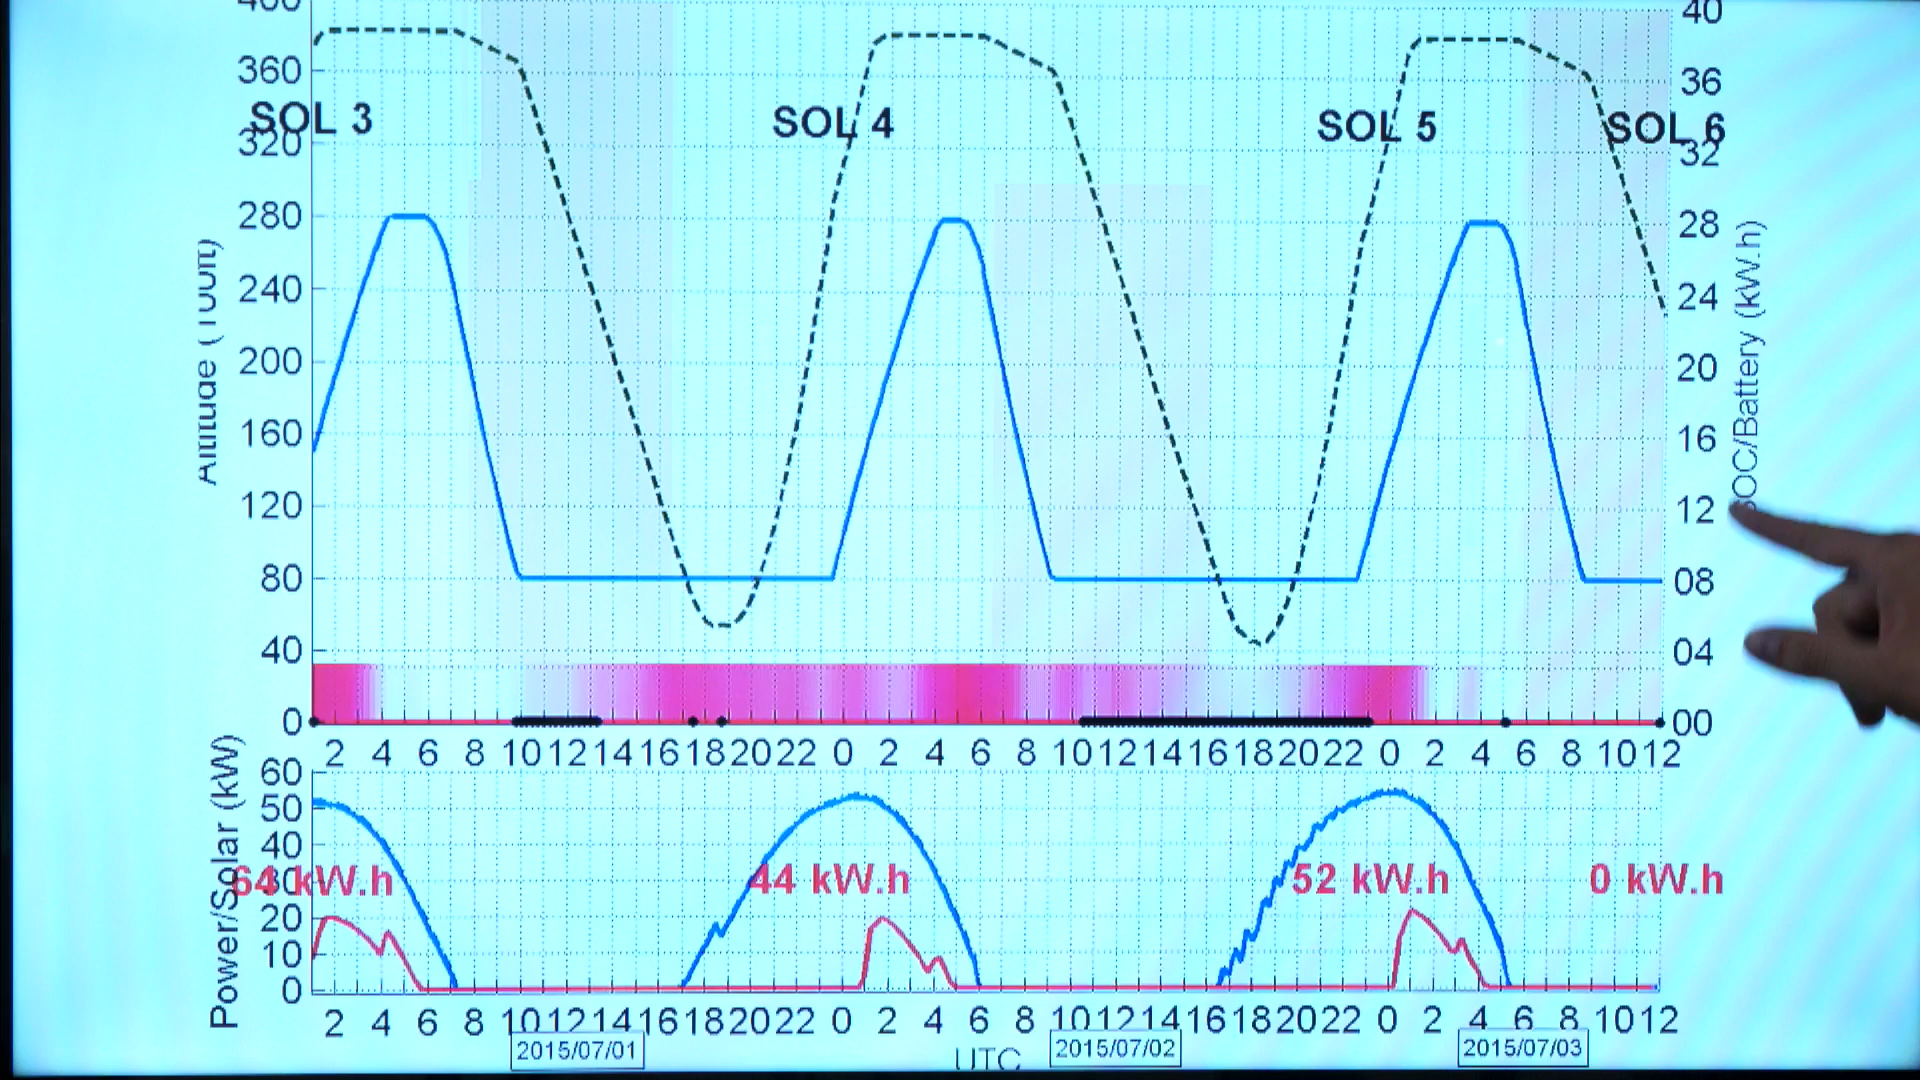 400
40
360
36
SOL 3
SOL 4
SOL 5
SOL 6
320
32
280
28
240
24
200
20
160
16
120
12
80
08
40
04
0
00
Altitude (100ft)
SOC/Battery (kW.h)
2 4 6 8 10 12 14 16 18 20 22 0 2 4 6 8 10 12 14 16 18 20 22 0 2 4 6 8 10 12
60
50
40
30
20
10
0
Power/Solar (kW)
64 kW.h
44 kW.h
52 kW.h
0 kW.h
2 4 6 8 10 12 14 16 18 20 22 0 2 4 6 8 10 12 14 16 18 20 22 0 2 4 6 8 10 12
2015/07/01
UTC
2015/07/02
2015/07/03